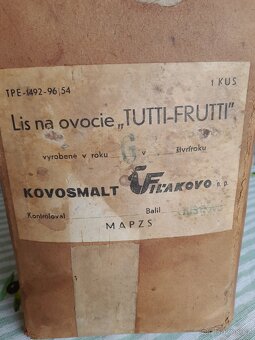 TPE-1492-96/54 1 KUS
Lis na ovocie „TUTTI-FRUTTI"
vyrobené v roku G v štvrťroku
KOVOSMALT FIĽAKOVO n. p.
Kontroloval Balil
MAPZS